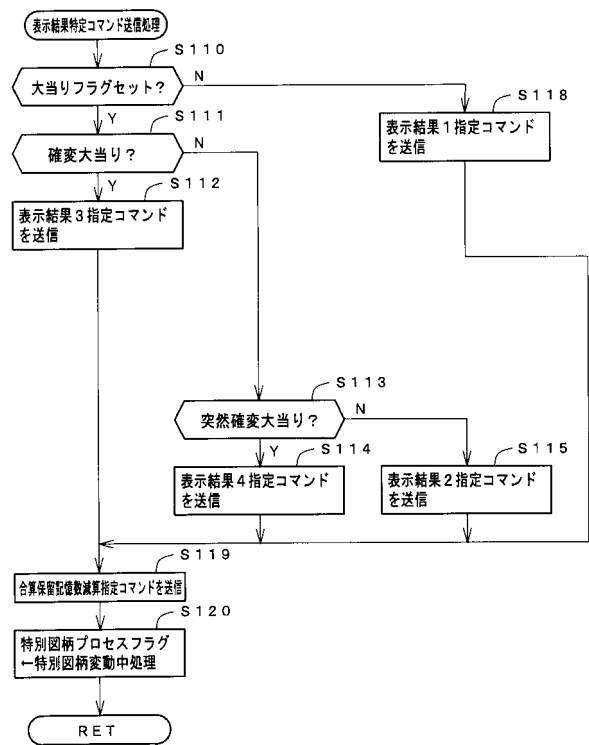 表示結果特定コマンド送信処理
S110
大当りフラグセット?
N
Y
S111
確変大当り?
N
S118
表示結果1指定コマンド
を送信
Y
S112
表示結果3指定コマンド
を送信
S113
突然確変大当り?
N
Y
S114
表示結果4指定コマンド
を送信
S115
表示結果2指定コマンド
を送信
S119
合算保留記憶数減算指定コマンドを送信
S120
特別図柄プロセスフラグ
←特別図柄変動中処理
RET